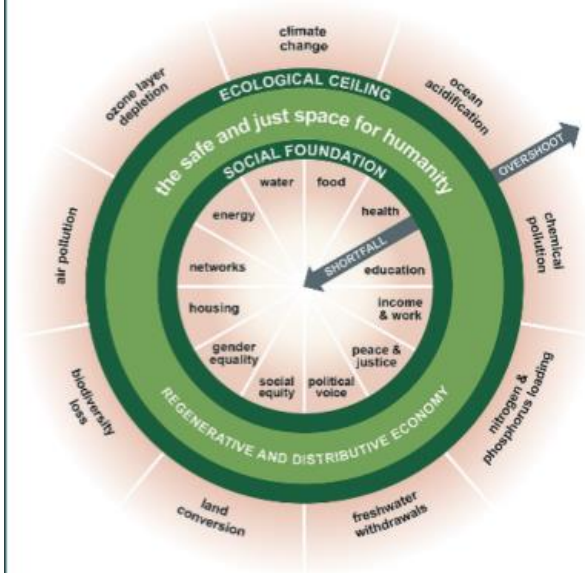 climate
change
ocean
acidification
chemical
pollution
nitrogen &
phosphorus loading
freshwater
withdrawals
land
conversion
biodiversity
loss
air pollution
ozone layer
depletion
OVERSHOOT
ECOLOGICAL CEILING
the safe and just space for humanity
SOCIAL FOUNDATION
water
food
health
SHORTFALL
education
income
& work
peace &
justice
political
voice
social
equity
gender
equality
housing
networks
energy
REGENERATIVE AND DISTRIBUTIVE ECONOMY